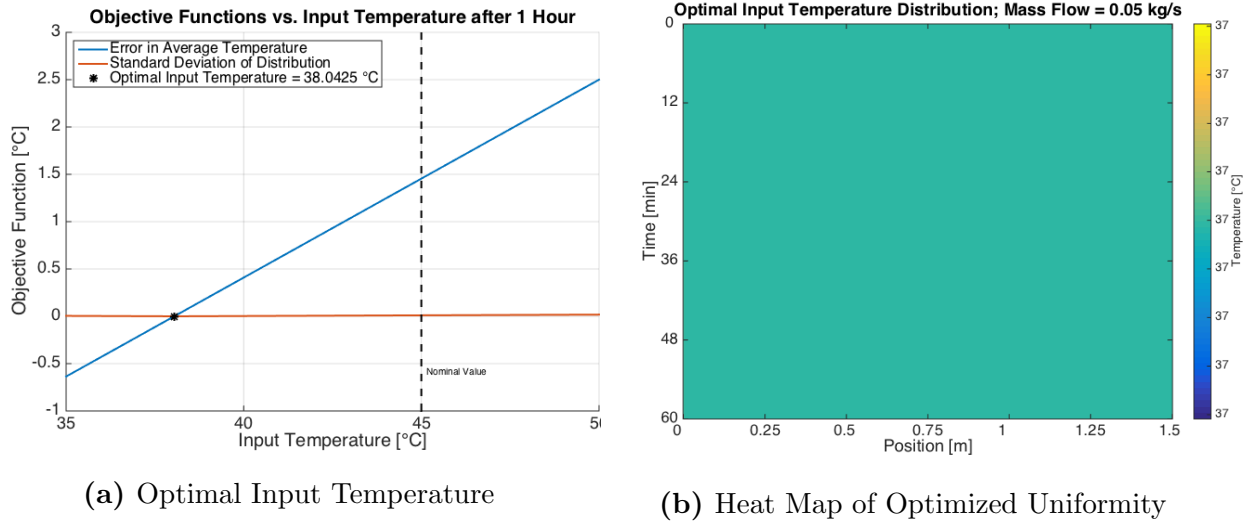 Objective Functions vs. Input Temperature after 1 Hour
3
2.5
2
1.5
1
0.5
0
-0.5
-1
Objective Function [°C]
Error in Average Temperature
Standard Deviation of Distribution
Optimal Input Temperature = 38.0425 °C
Nominal Value
35
40
45
50
Input Temperature [°C]
(a) Optimal Input Temperature
Optimal Input Temperature Distribution; Mass Flow = 0.05 kg/s
0
12
24
36
48
60
Time [min]
0
0.25
0.5
0.75
1
1.25
1.5
Position [m]
37
37
37
37
37
37
37
37
37
Temperature [°C]
(b) Heat Map of Optimized Uniformity